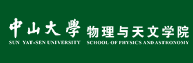 中山大學 物理与天文学院
SUN YAT-SEN UNIVERSITY SCHOOL OF PHYSICS AND ASTRONOMY